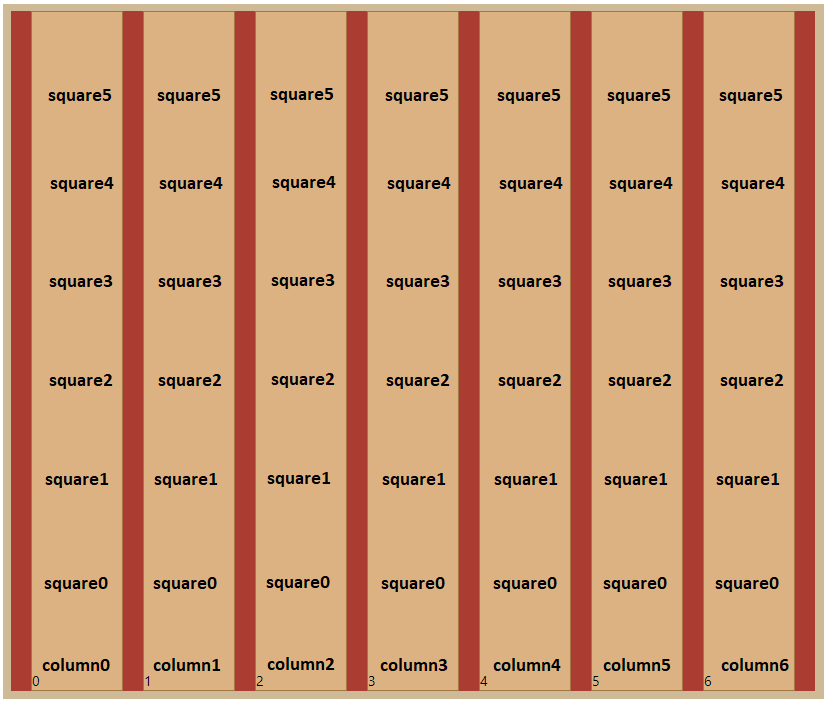 square5 square5 square5 square5 square5 square5 square5
square4 square4 square4 square4 square4 square4 square4
square3 square3 square3 square3 square3 square3 square3
square2 square2 square2 square2 square2 square2 square2
square1 square1 square1 square1 square1 square1 square1
square0 square0 square0 square0 square0 square0 square0
column0 column1 column2 column3 column4 column5 column6
0 1 2 3 4 5 6